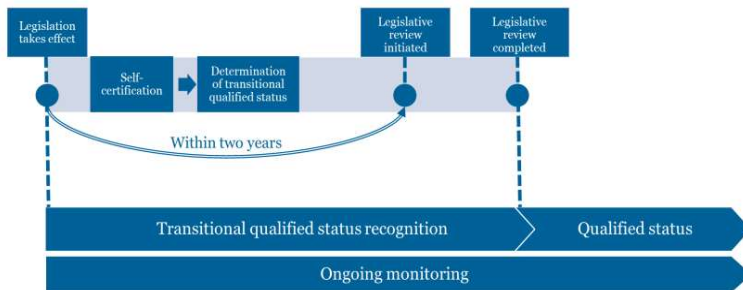 Legislation
takes effect
Legislative
review
initiated
Legislative
review
completed
Self-
certification
Determination
of transitional
qualified status
Within two years
Transitional qualified status recognition
Qualified status
Ongoing monitoring